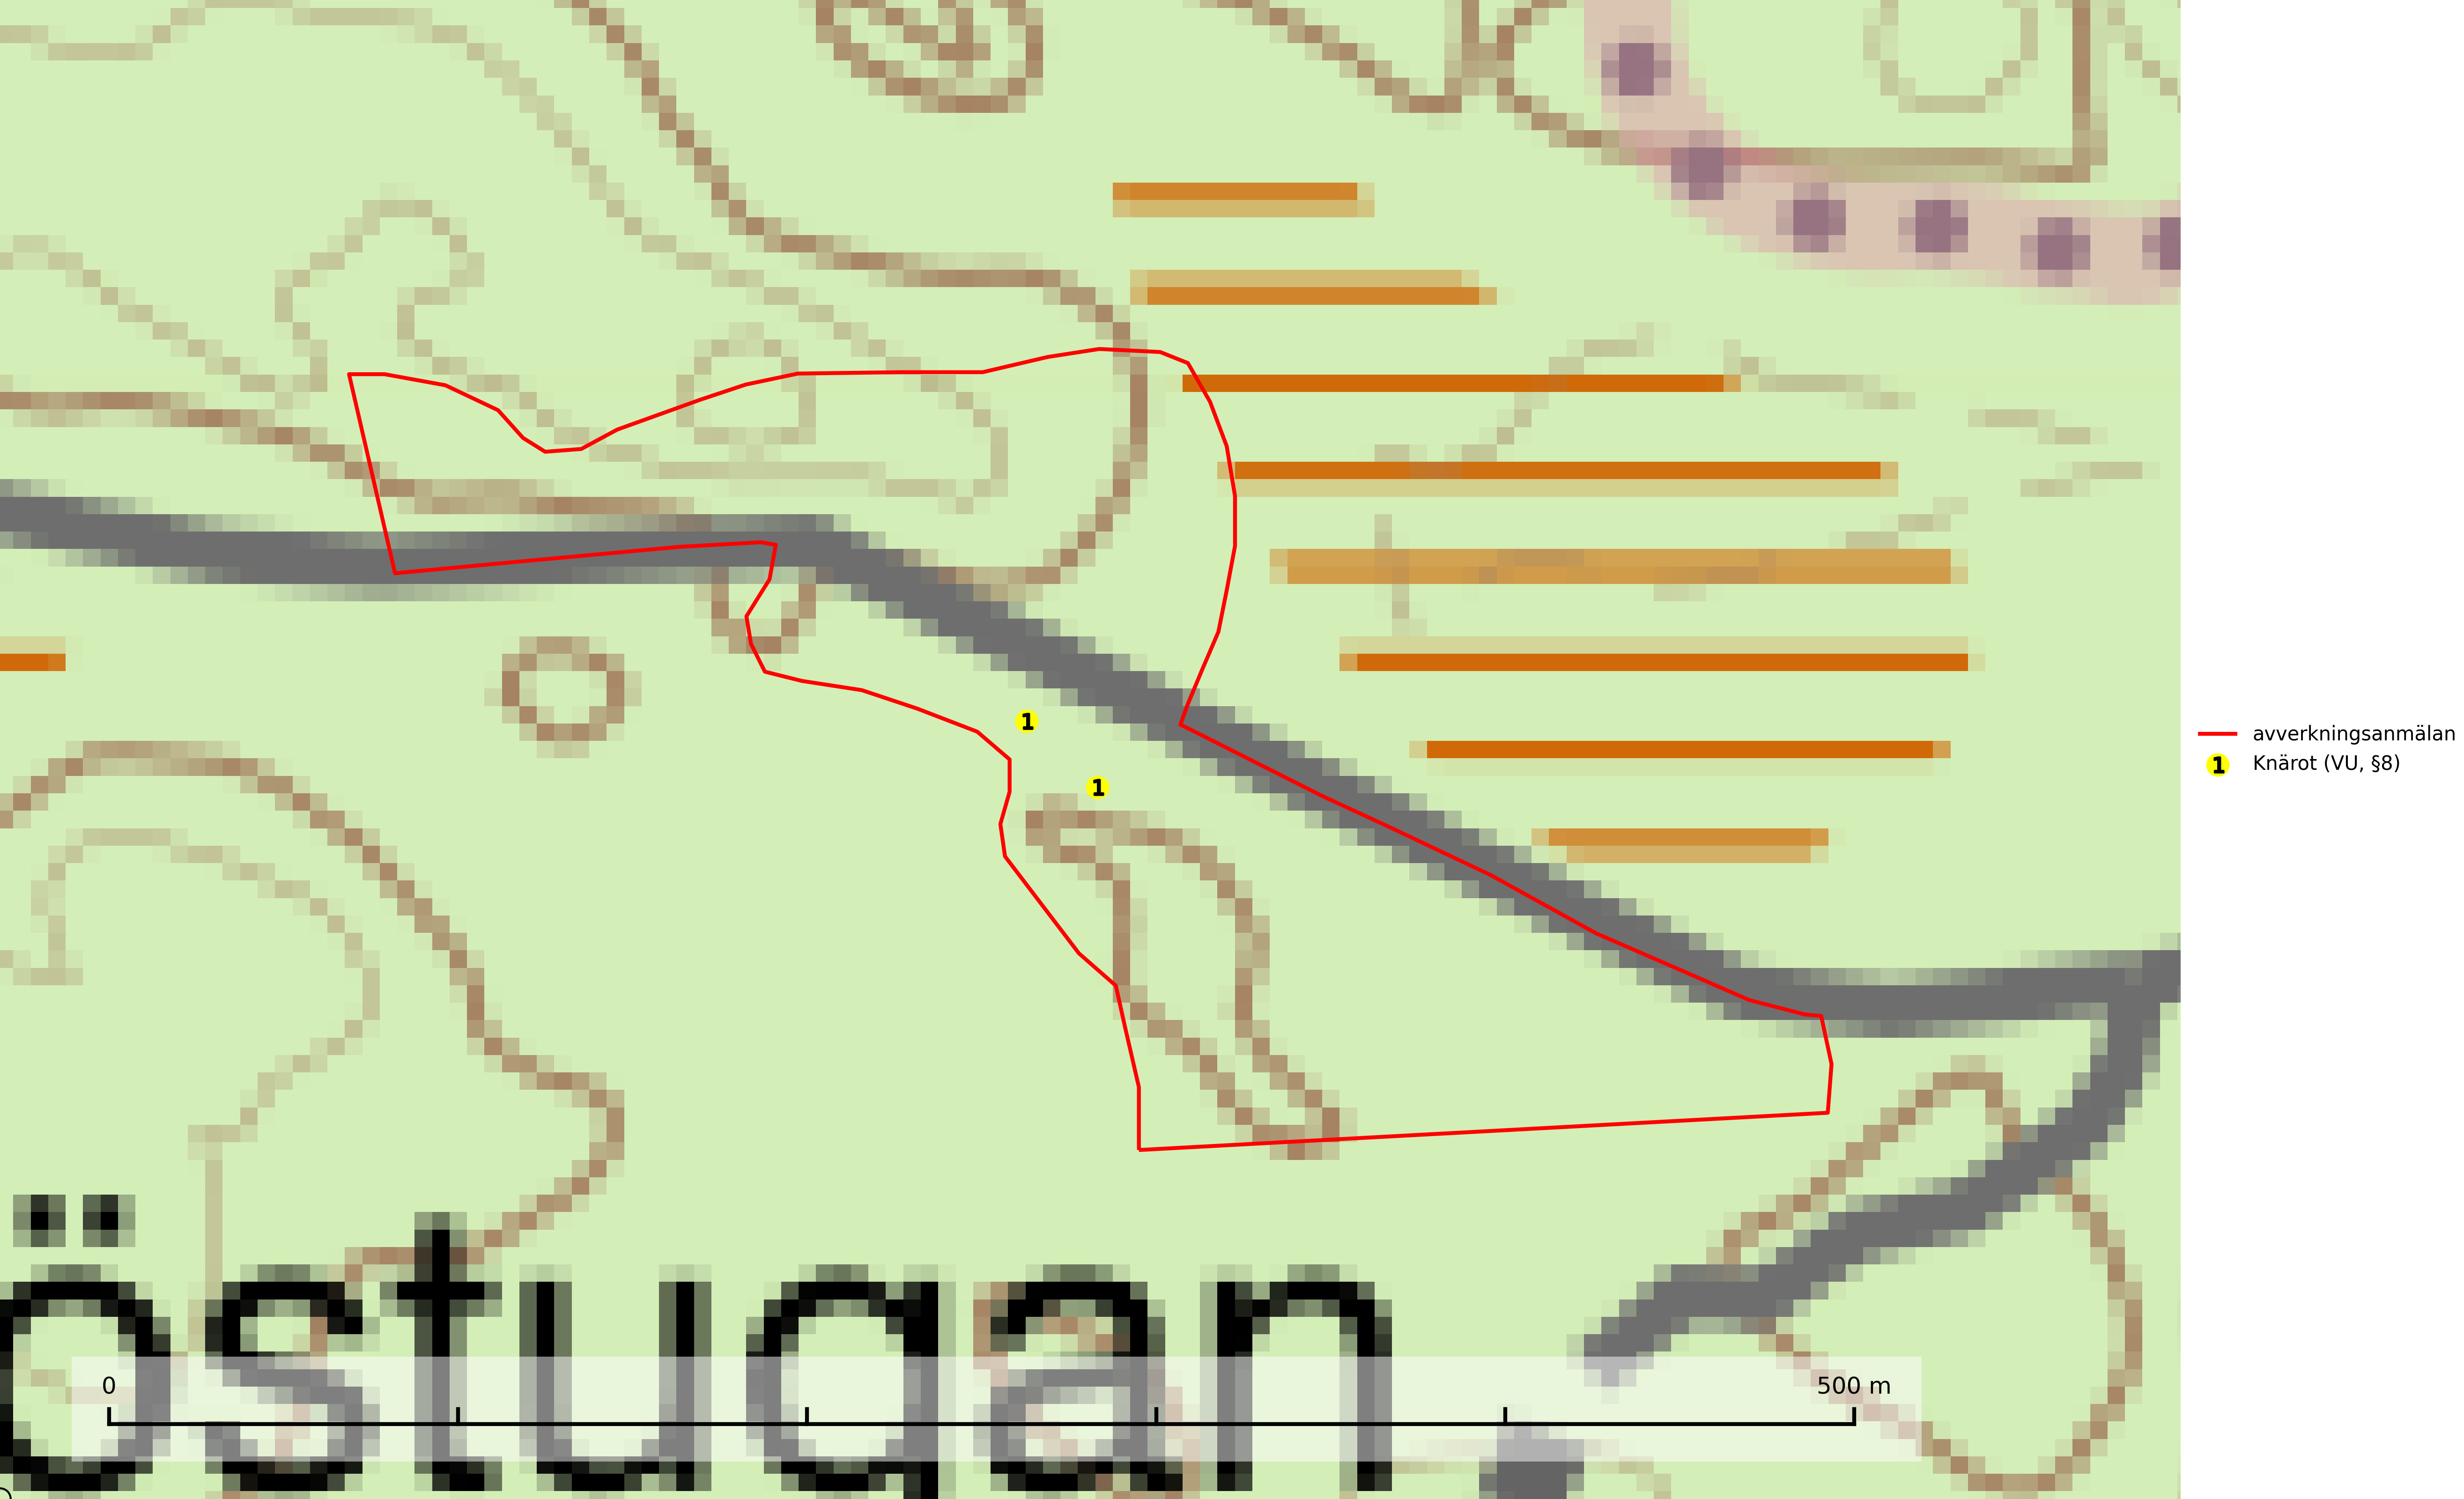 1
1
avverkningsanmälan
1 Knärot (VU, §8)
östugan
0 500 m